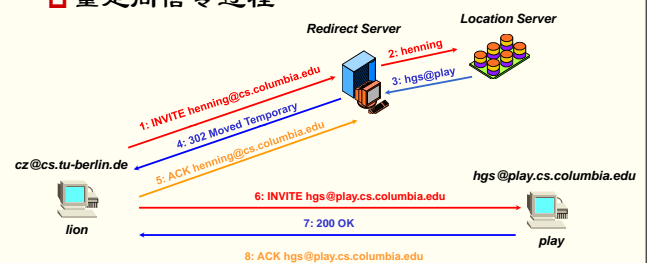 重定向信令过程
Redirect Server
Location Server
2: henning
3: hgs@play
1: INVITE henning@cs.columbia.edu
4: 302 Moved Temporary
5: ACK henning@cs.columbia.edu
cz@cs.tu-berlin.de
hgs@play.cs.columbia.edu
6: INVITE hgs@play.cs.columbia.edu
7: 200 OK
lion
play
8: ACK hgs@play.cs.columbia.edu